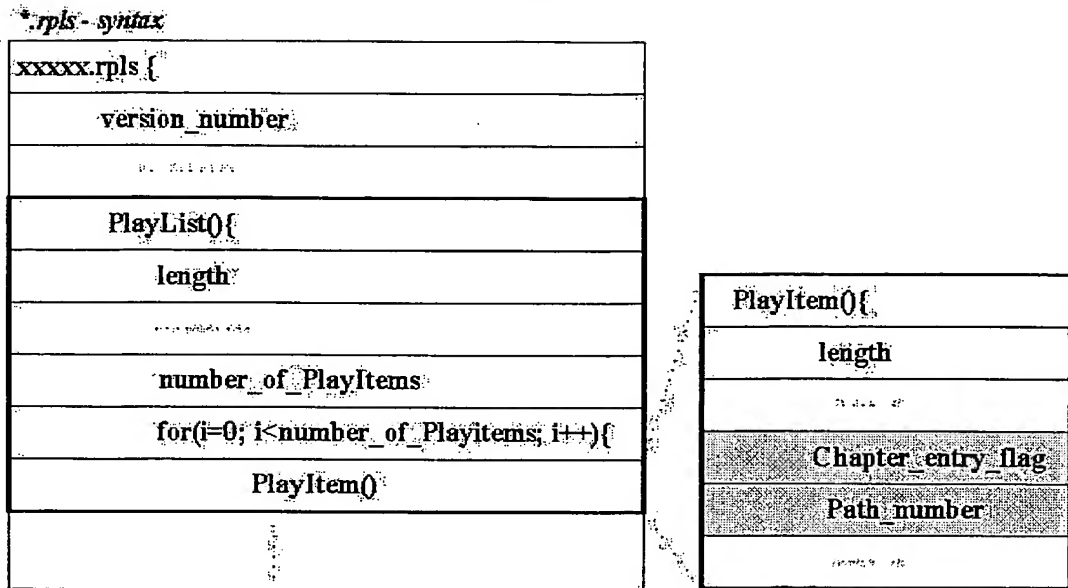 *.rpls - syntax
xxxxx.rpls {
version_number
PlayList(){
length
number_of_PlayItems
for(i=0; i<number_of_Playitems; i++){
PlayItem()
PlayItem(){
length
Chapter_entry_flag
Path_number